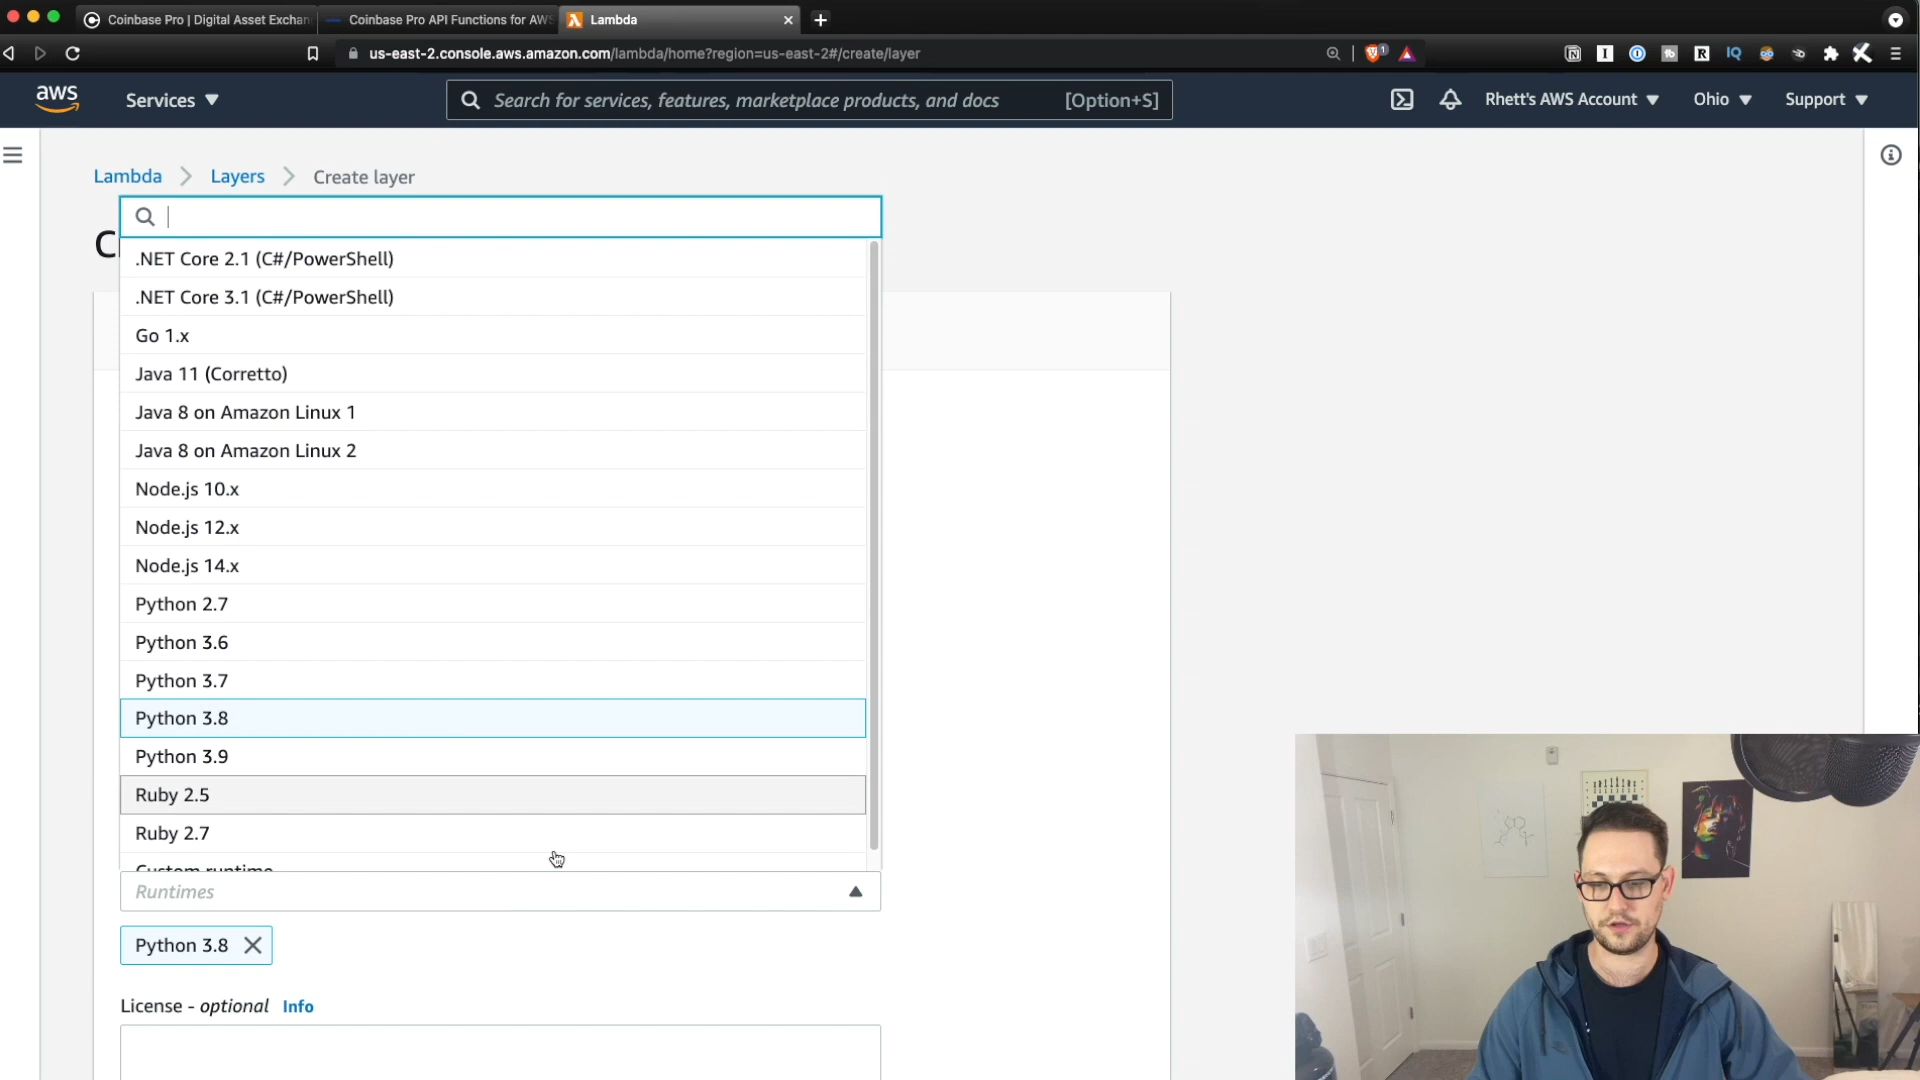 Coinbase Pro | Digital Asset Exchan
Coinbase Pro API Functions for AWS
Lambda
us-east-2.console.aws.amazon.com/lambda/home?region=us-east-2#/create/layer
aws
Services
Search for services, features, marketplace products, and docs
[Option+S]
Rhett's AWS Account
Ohio
Support
Lambda
Layers
Create layer
.NET Core 2.1 (C#/PowerShell)
.NET Core 3.1 (C#/PowerShell)
Go 1.x
Java 11 (Corretto)
Java 8 on Amazon Linux 1
Java 8 on Amazon Linux 2
Node.js 10.x
Node.js 12.x
Node.js 14.x
Python 2.7
Python 3.6
Python 3.7
Python 3.8
Python 3.9
Ruby 2.5
Ruby 2.7
Custom runtime
Runtimes
Python 3.8
License - optional Info